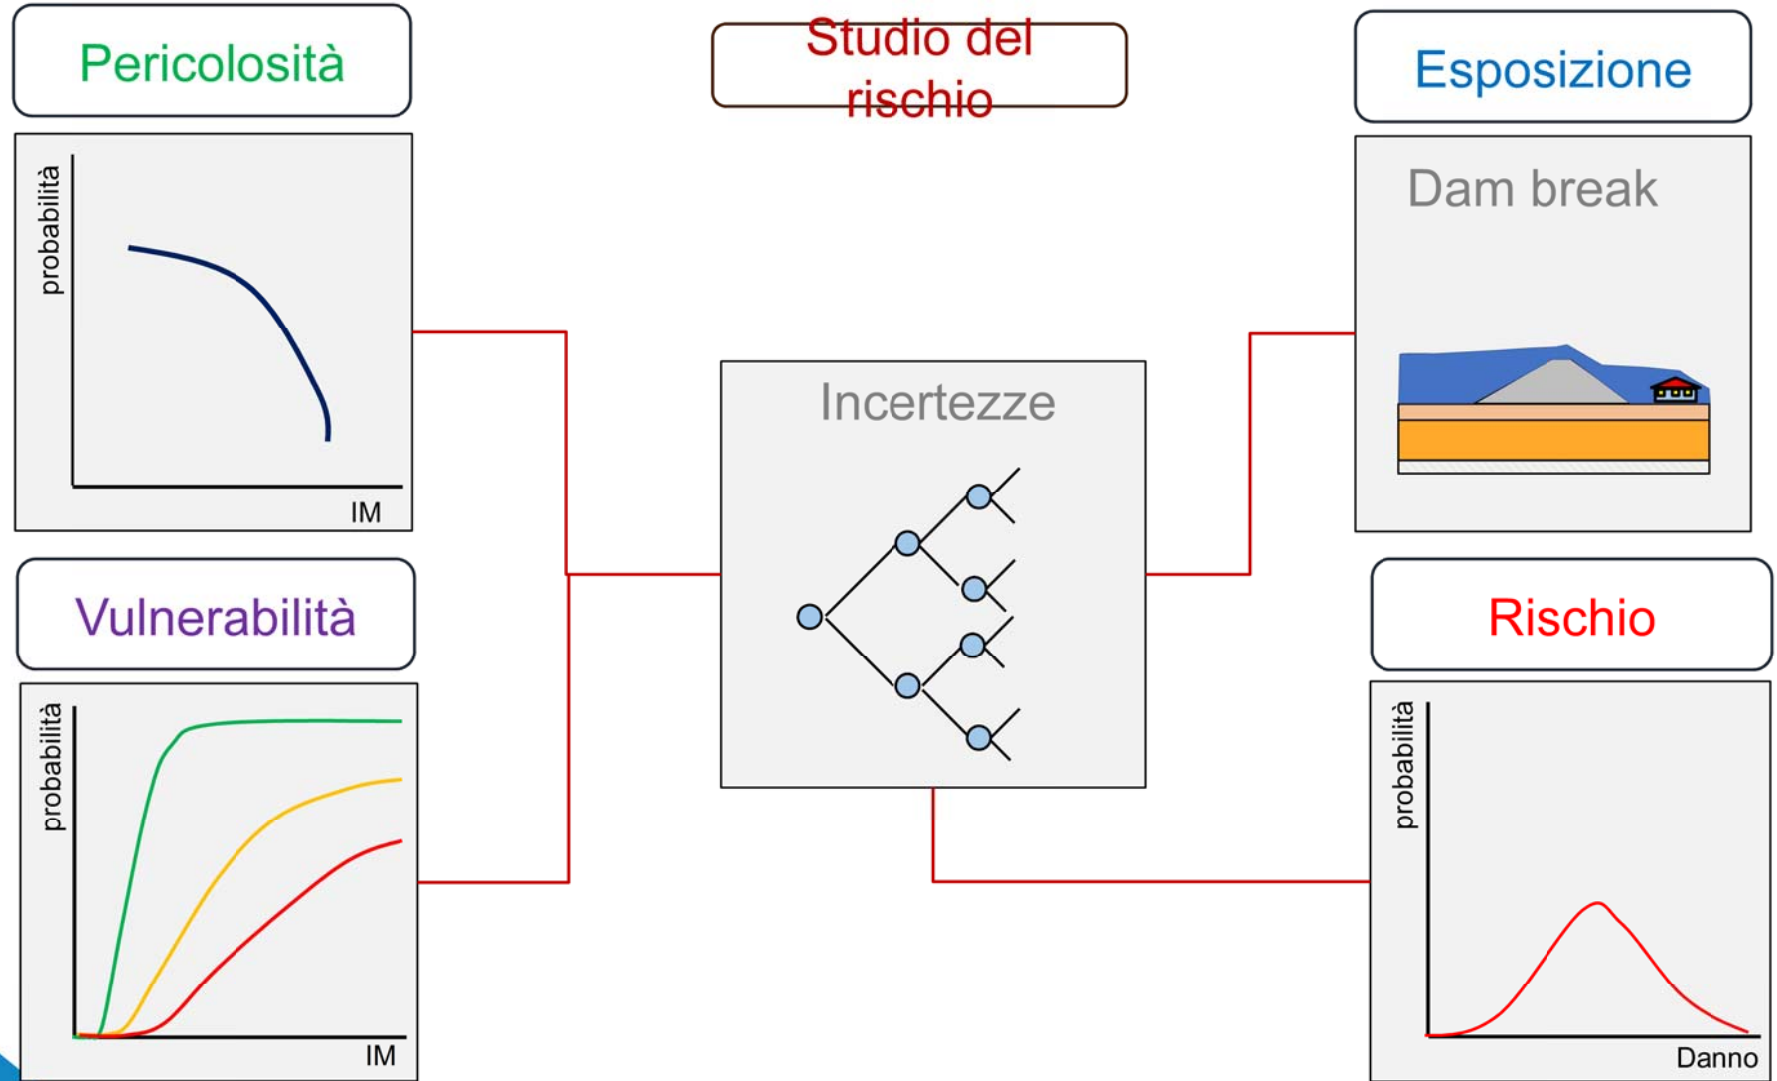 Pericolosità
probabilità
IM
Vulnerabilità
probabilità
IM
Studio del
rischio
Incertezze
Esposizione
Dam break
Rischio
probabilità
Danno